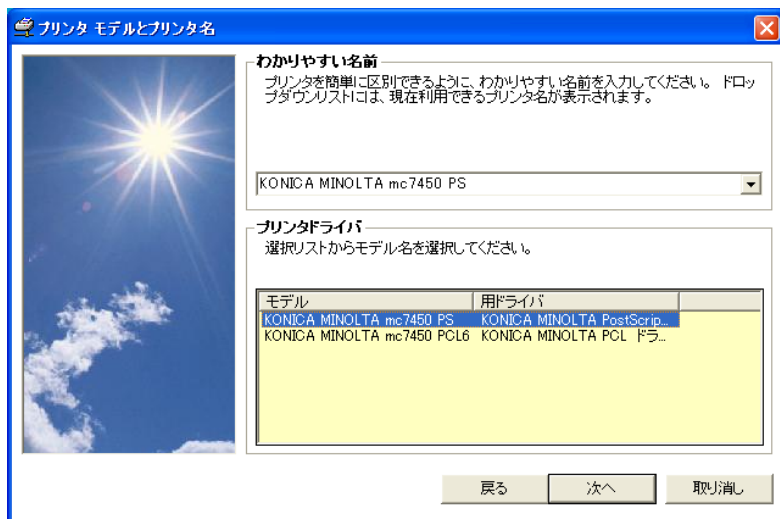 プリンタ モデルとプリンタ名
わかりやすい名前
プリンタを簡単に区別できるように、わかりやすい名前を入力してください。 ドロッ
プダウンリストには、現在利用できるプリンタ名が表示されます。
KONICA MINOLTA mc7450 PS
プリンタドライバ
選択リストからモデル名を選択してください。
モデル 用ドライバ
KONICA MINOLTA mc7450 PS KONICA MINOLTA PostScrip...
KONICA MINOLTA mc7450 PCL6 KONICA MINOLTA PCL ドラ...
戻る 次へ 取り消し